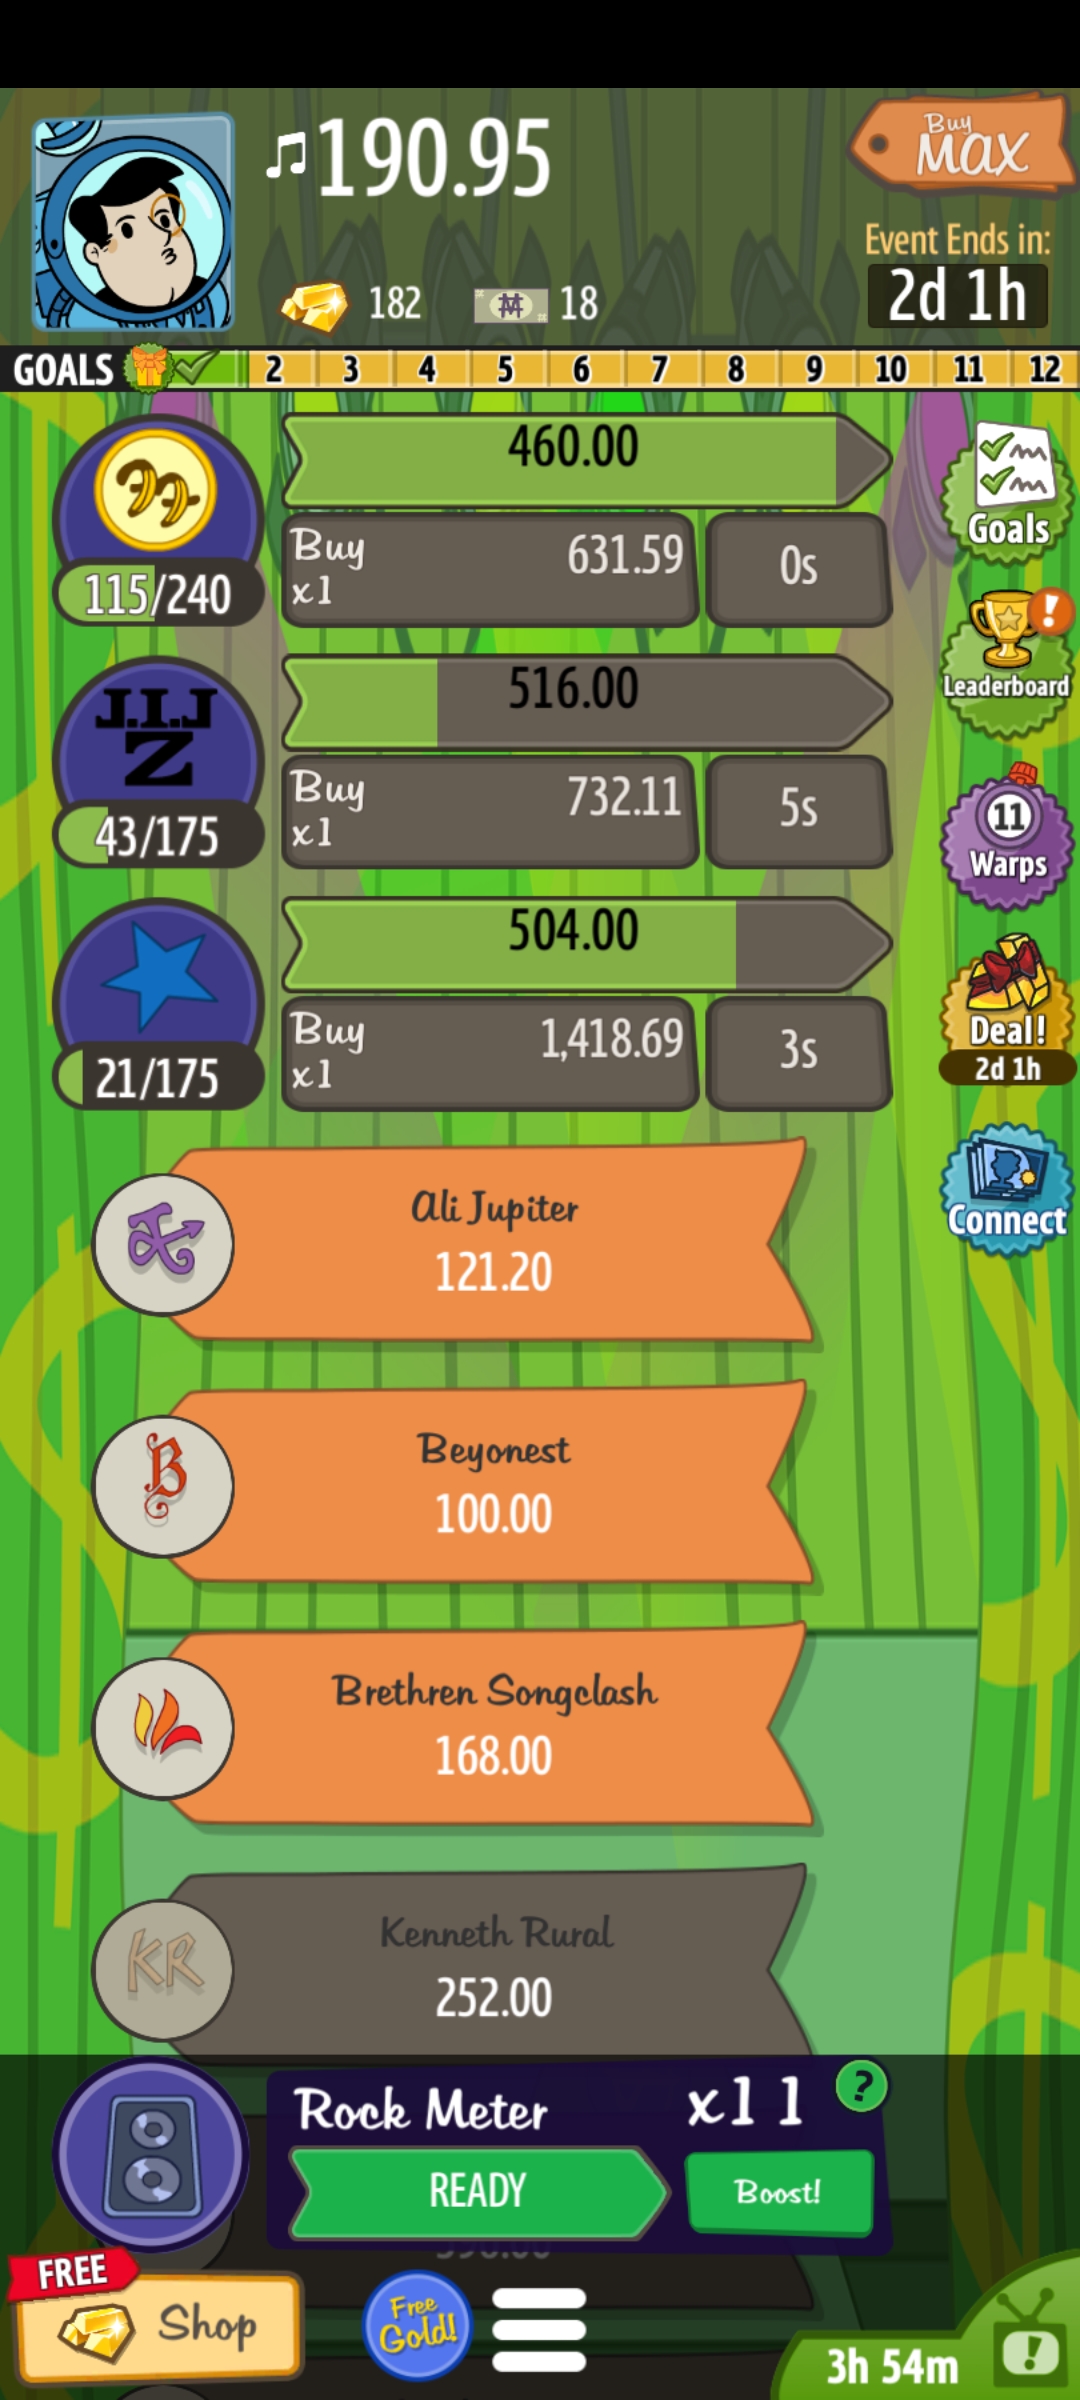 ♫190.95
Buy
Max
182
18
Event Ends in:
2d 1h
GOALS 2 3 4 5 6 7 8 9 10 11 12
460.00
Buy
x1
631.59
0s
115/240
Goals
J.I.J
Z
516.00
Buy
x1
732.11
5s
43/175
Leaderboard
11
Warps
504.00
Buy
x1
1,418.69
3s
21/175
Deal!
2d 1h
Connect
Ali Jupiter
121.20
B
Beyonest
100.00
Brethren Songclash
168.00
KR
Kenneth Rural
252.00
Rock Meter
x11
?
READY
Boost!
FREE
Shop
Free
Gold!
3h 54m
!